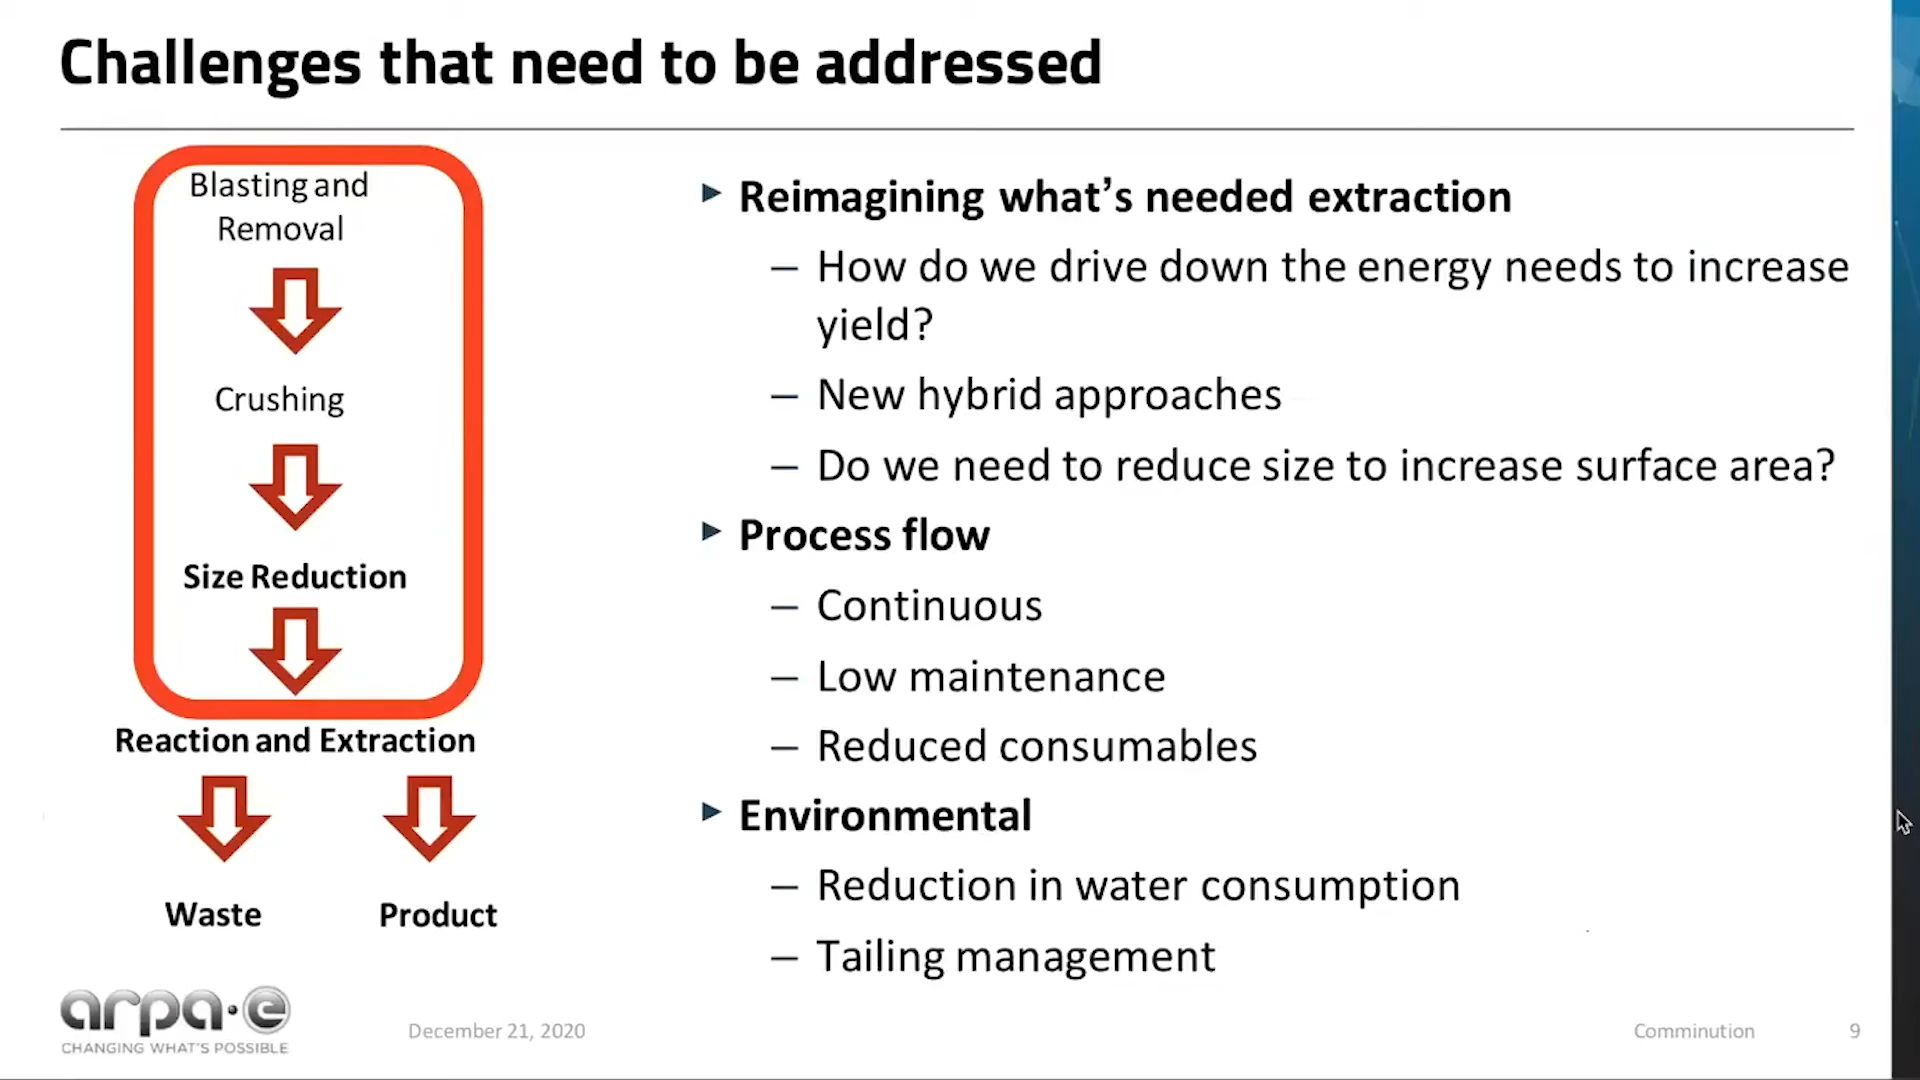 Challenges that need to be addressed
Blasting and
Removal
Crushing
Size Reduction
Reaction and Extraction
Waste
Product
Reimagining what's needed extraction
– How do we drive down the energy needs to increase
yield?
– New hybrid approaches
– Do we need to reduce size to increase surface area?
Process flow
– Continuous
– Low maintenance
– Reduced consumables
Environmental
– Reduction in water consumption
– Tailing management
arpa·e
CHANGING WHAT'S POSSIBLE
December 21, 2020
Comminution
9